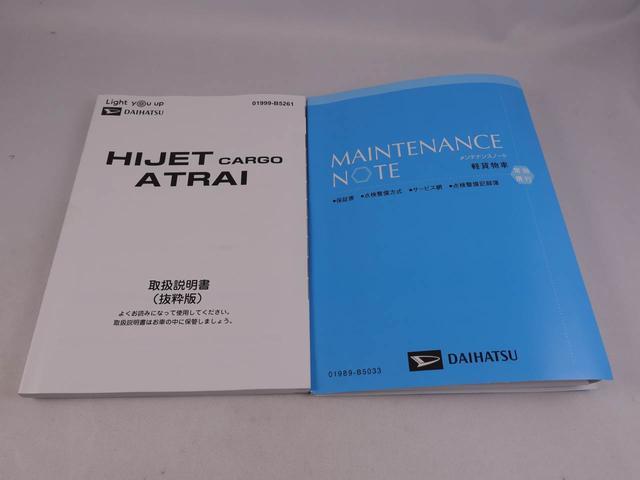 Light you up
DAIHATSU
01999-B5261
HIJET CARGO
ATRAI
取扱説明書
(抜粋版)
よくお読みになって使用してください。
取扱説明書はお車の中に保管しましょう。
MAINTENANCE
NOTE
メンテナンスノート
軽貨物車
車載
携行
•保証書 •点検整備方式 •サービス網 •点検整備記録簿
DAIHATSU
01989-B5033